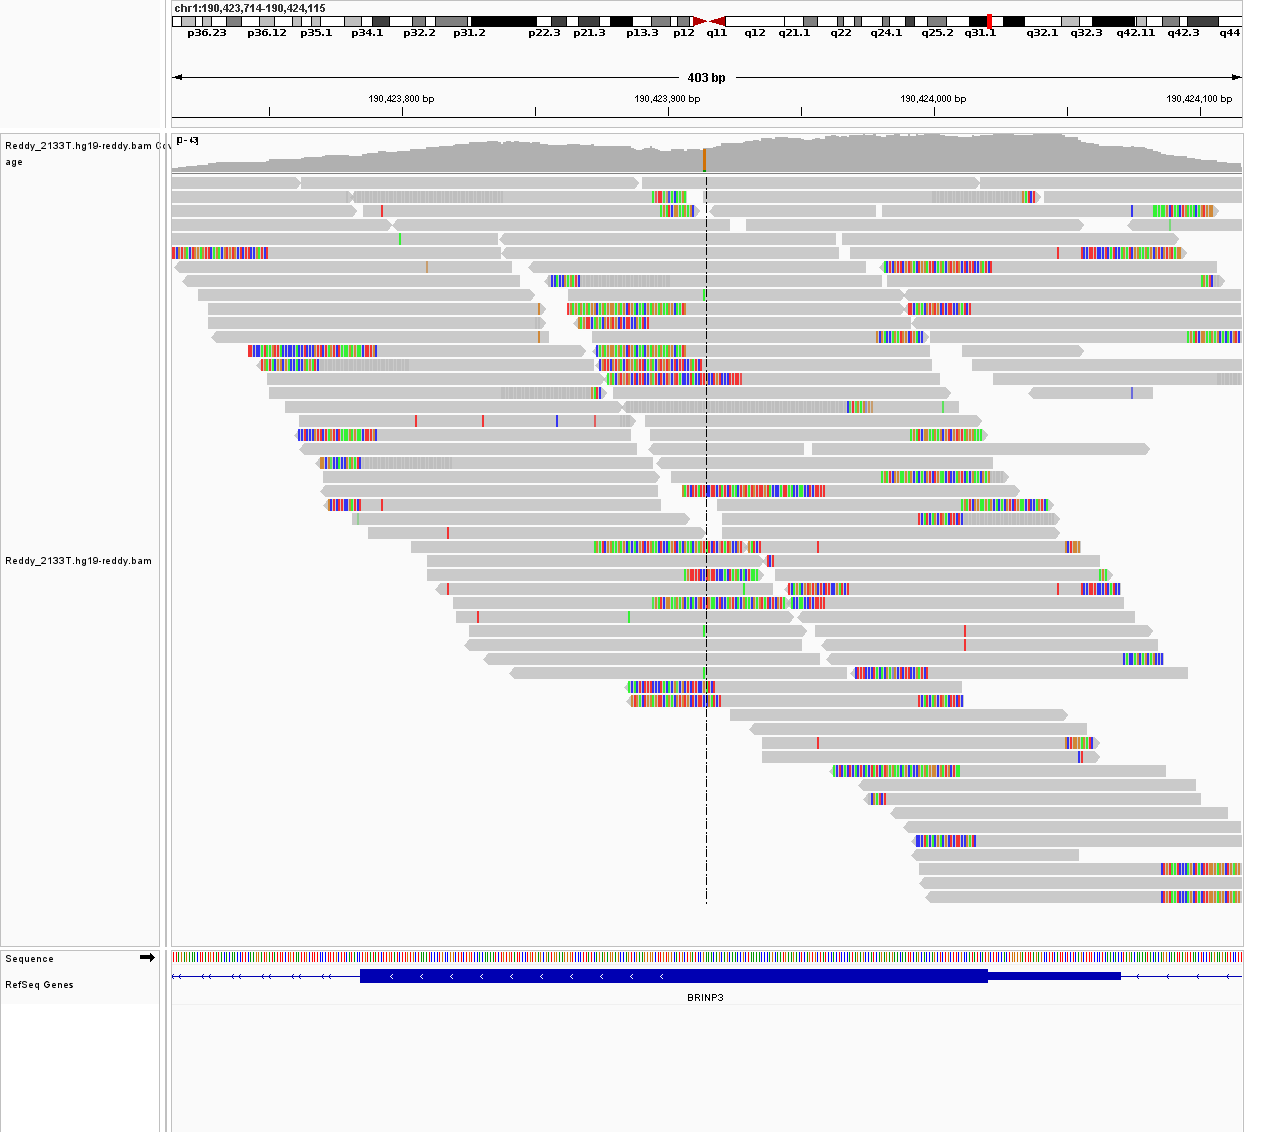 chr1:190,423,714-190,424,115
p36.23 p36.12 p35.1 p34.1 p32.2 p31.2 p22.3 p21.3 p13.3 p12 q11 q12 q21.1 q22 q24.1 q25.2 q31.1 q32.1 q32.3 q42.11 q42.3 q44
403 bp
190,423,800 bp 190,423,900 bp 190,424,000 bp 190,424,100 bp
Reddy_2133T.hg19-reddy.bam Cov
age
[0 - 43]
Reddy_2133T.hg19-reddy.bam
Sequence
RefSeq Genes
BRINP3